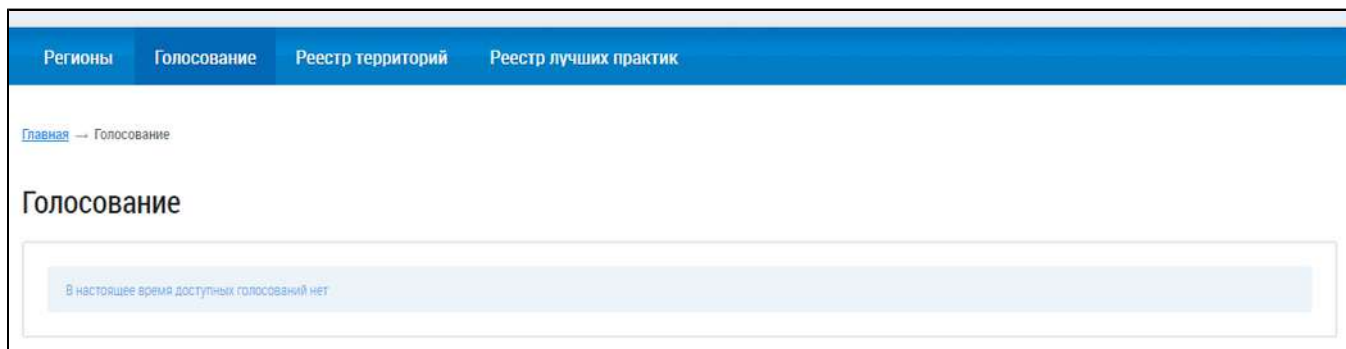 Регионы Голосование Реестр территорий Реестр лучших практик
Главная → Голосование
Голосование
В настоящее время доступных голосований нет